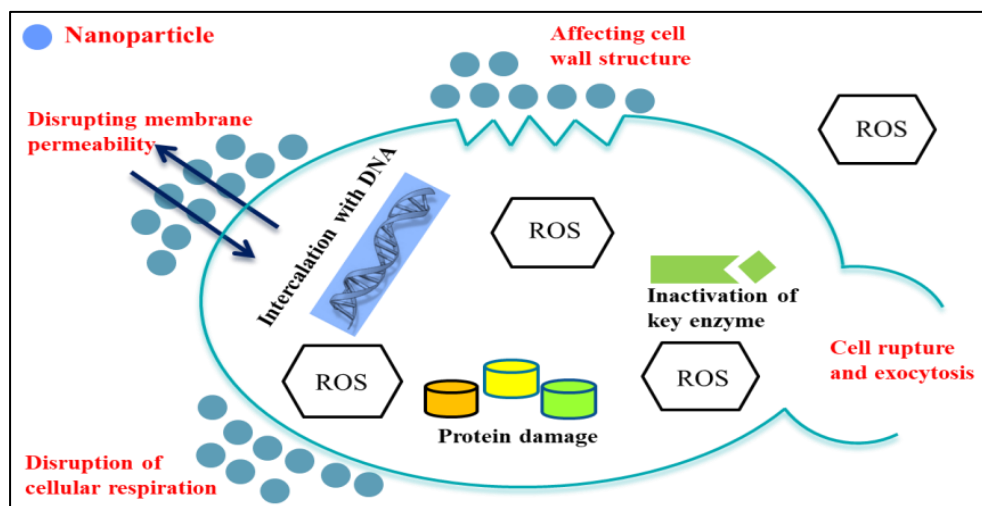 Nanoparticle
Affecting cell
wall structure
Disrupting membrane
permeability
ROS
Intercalation with DNA
ROS
Inactivation of
key enzyme
Cell rupture
and exocytosis
ROS
ROS
Protein damage
Disruption of
cellular respiration